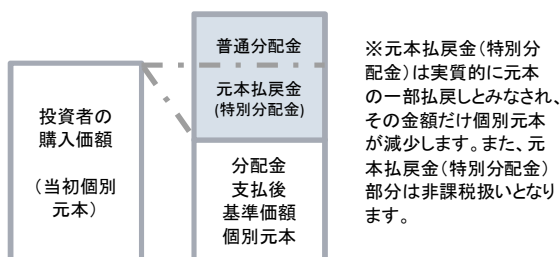 普通分配金
元本払戻金
(特別分配金)
投資者の
購入価額
(当初個別
元本)
分配金
支払後
基準価額
個別元本
※元本払戻金(特別分
配金)は実質的に元本
の一部払戻しとみなされ、
その金額だけ個別元本
が減少します。また、元
本払戻金(特別分配金)
部分は非課税扱いとなり
ます。